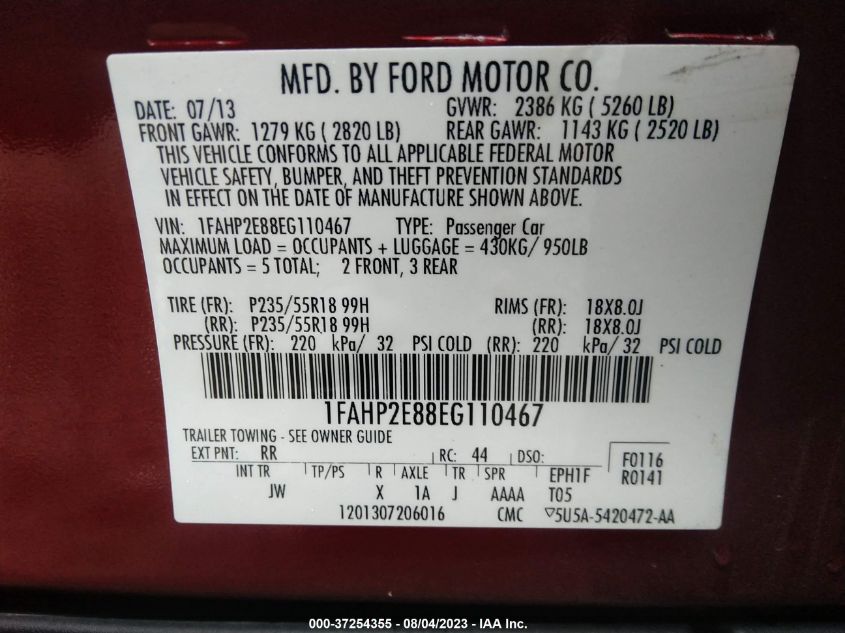 MFD. BY FORD MOTOR CO.
DATE: 07/13 GVWR: 2386 KG ( 5260 LB)
FRONT GAWR: 1279 KG ( 2820 LB) REAR GAWR: 1143 KG ( 2520 LB)
THIS VEHICLE CONFORMS TO ALL APPLICABLE FEDERAL MOTOR
VEHICLE SAFETY, BUMPER, AND THEFT PREVENTION STANDARDS
IN EFFECT ON THE DATE OF MANUFACTURE SHOWN ABOVE.
VIN: 1FAHP2E88EG110467 TYPE: Passenger Car
MAXIMUM LOAD = OCCUPANTS + LUGGAGE = 430KG/ 950LB
OCCUPANTS = 5 TOTAL; 2 FRONT, 3 REAR
TIRE (FR): P235/55R18 99H RIMS (FR): 18X8.0J
(RR): P235/55R18 99H (RR): 18X8.0J
PRESSURE (FR): 220 kPa/ 32 PSI COLD (RR): 220 kPa/ 32 PSI COLD
1FAHP2E88EG110467
TRAILER TOWING - SEE OWNER GUIDE
EXT PNT: RR RC: 44 DSO: F0116
INT TR TP/PS R AXLE TR SPR EPH1F R0141
JW X 1A J AAAA T05
1201307206016 CMC ▽5U5A-5420472-AA
000-37254355 - 08/04/2023 - IAA Inc.